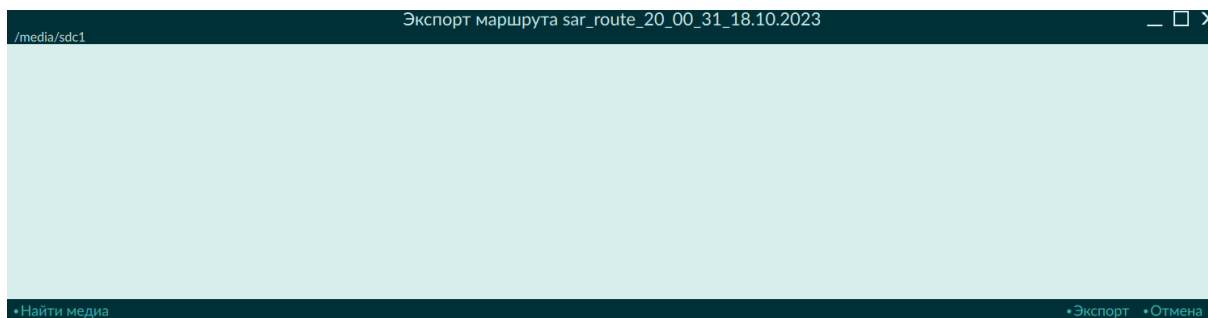 Экспорт маршрута sar_route_20_00_31_18.10.2023
/media/sdc1
•Найти медиа
•Экспорт •Отмена